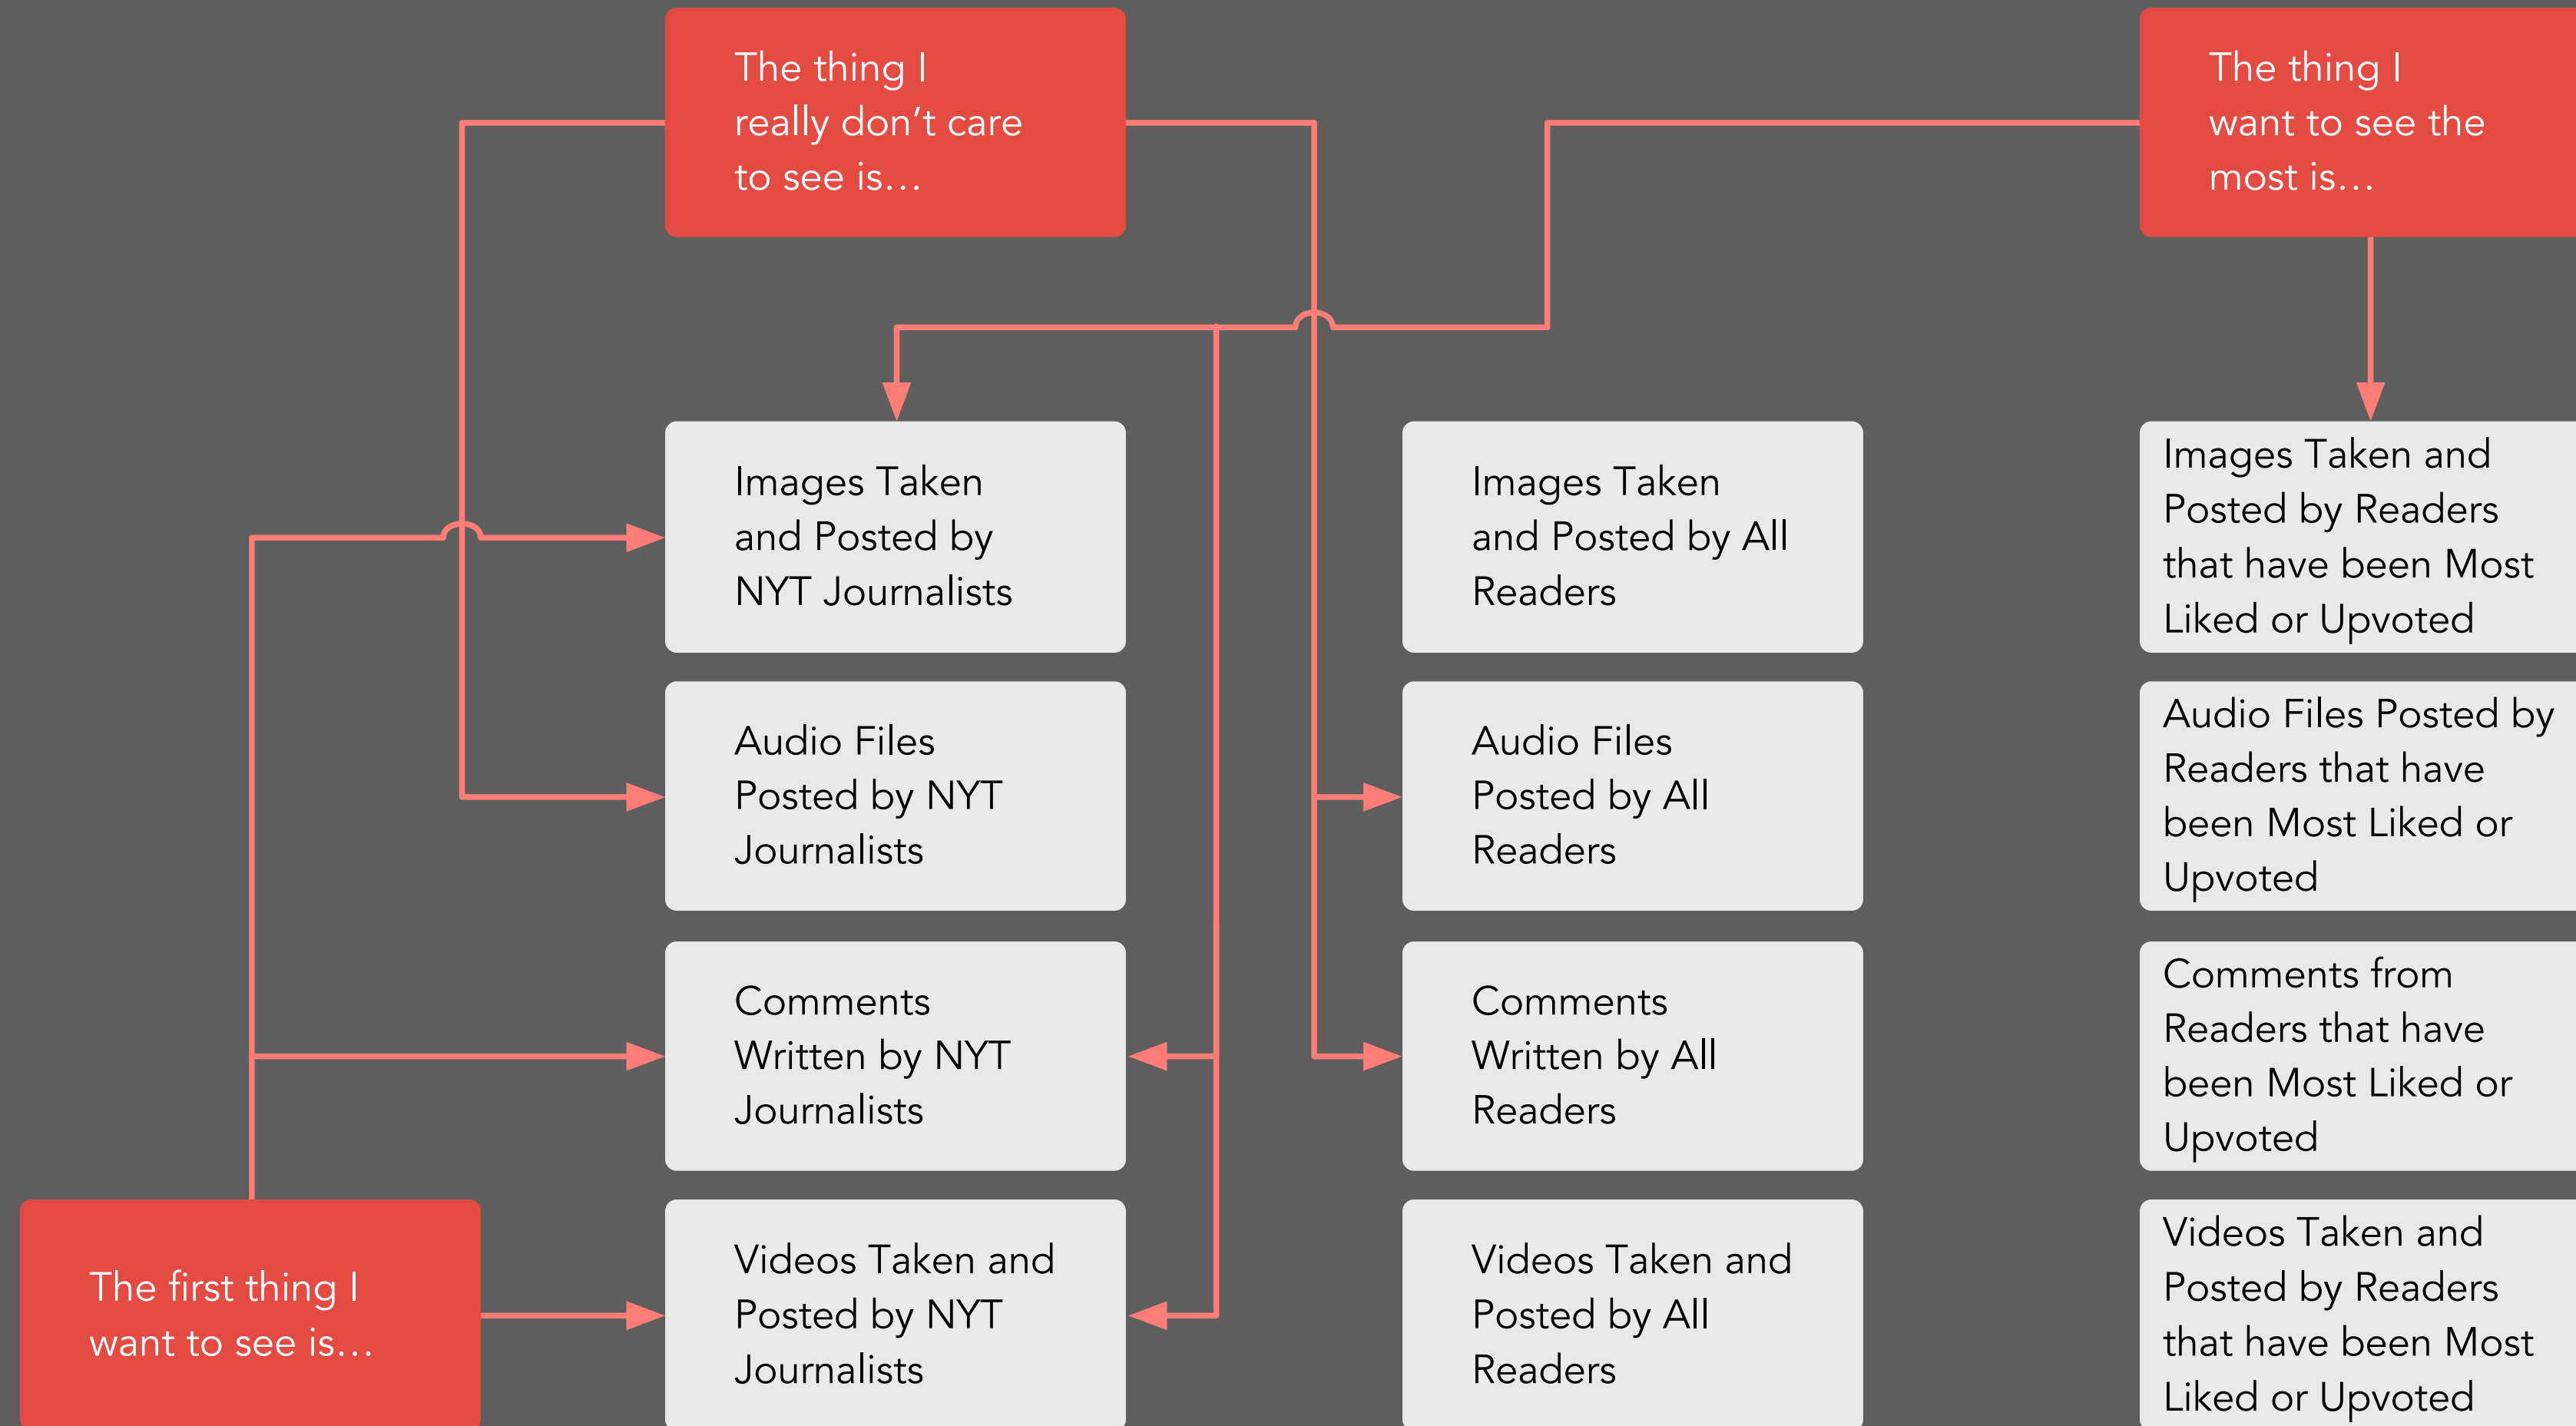 The thing I
really don’t care
to see is…
The thing I
want to see the
most is…
Images Taken
and Posted by
NYT Journalists
Images Taken
and Posted by All
Readers
Images Taken and
Posted by Readers
that have been Most
Liked or Upvoted
Audio Files
Posted by NYT
Journalists
Audio Files
Posted by All
Readers
Audio Files Posted by
Readers that have
been Most Liked or
Upvoted
Comments
Written by NYT
Journalists
Comments
Written by All
Readers
Comments from
Readers that have
been Most Liked or
Upvoted
The first thing I
want to see is…
Videos Taken and
Posted by NYT
Journalists
Videos Taken and
Posted by All
Readers
Videos Taken and
Posted by Readers
that have been Most
Liked or Upvoted